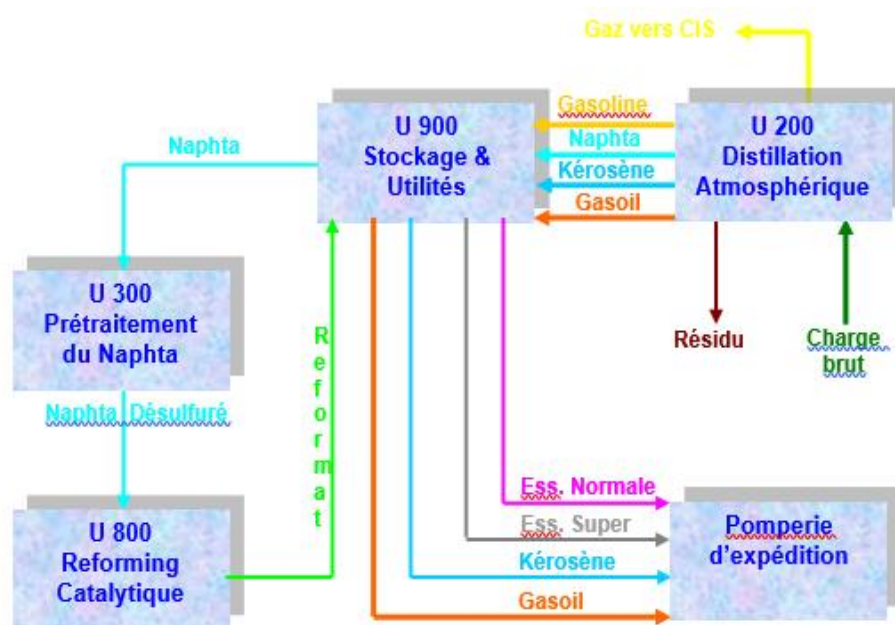 Gaz vers CIS
U 900
Stockage &
Utilités
Gasoline
Naphta
Kérosène
Gasoil
U 200
Distillation
Atmosphérique
Naphta
U 300
Prétraitement
du Naphta
Reformat
Résidu
Charge
brut
Naphta Désulfuré
U 800
Reforming
Catalytique
Ess. Normale
Ess. Super
Kérosène
Gasoil
Pomperie
d'expédition